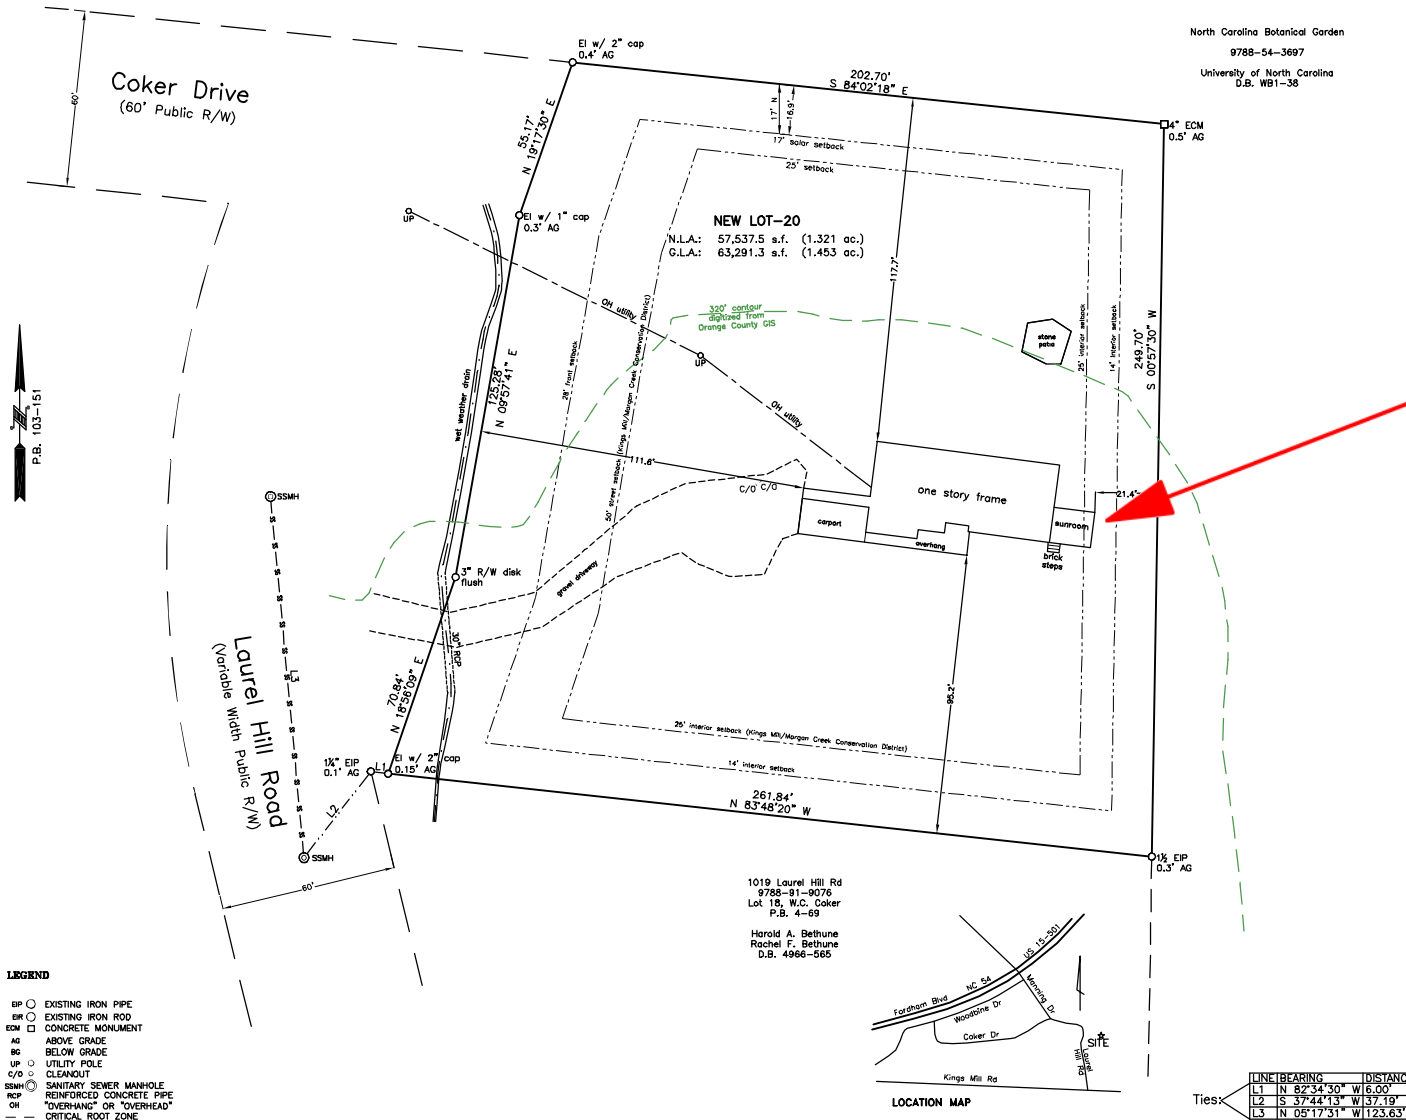 North Carolina Botanical Garden
9788-54-3697
University of North Carolina
D.B. WB1-38
EI w/ 2" cap
0.4' AG
202.70'
S 84°02'18" E
4" ECM
0.5' AG
Coker Drive
(60' Public R/W)
60'
55.17'
N 19°17'30" E
17' N
16.9'
17' solar setback
25' setback
UP
EI w/ 1" cap
0.3' AG
NEW LOT-20
N.L.A.: 57,537.5 s.f. (1.321 ac.)
G.L.A.: 63,291.3 s.f. (1.453 ac.)
117.7'
OH utility
320' contour
digitized from
Orange County GIS
stone
patio
25' interior setback
14' interior setback
249.70'
S 00°57'30" W
28' front setback
50' street setback (Kings Mill/Morgan Creek Conservation District)
UP
OH utility
125.28'
N 09°57'41" E
wet weather drain
P.B. 103-151
111.6'
C/O C/O
one story frame
21.4'
sunroom
carport
overhang
brick
steps
SSMH
SS
SS
SS
SS
SS
SS
SS
SS
SS
SS
SS
SS
L3
3" R/W disk
flush
gravel driveway
30" RCP
Laurel Hill Road
(Variable Width Public R/W)
70.84'
N 18°56'09" E
95.2'
25' interior setback (Kings Mill/Morgan Creek Conservation District)
14' interior setback
1¼" EIP
0.1' AG
L1
EI w/ 2" cap
0.15' AG
261.84'
N 83°48'20" W
L2
SSMH
60'
1½ EIP
0.3' AG
1019 Laurel Hill Rd
9788-91-9076
Lot 18, W.C. Coker
P.B. 4-69
Harold A. Bethune
Rachel F. Bethune
D.B. 4966-565
LEGEND
EIP EXISTING IRON PIPE
EIR EXISTING IRON ROD
ECM CONCRETE MONUMENT
AG ABOVE GRADE
BG BELOW GRADE
UP UTILITY POLE
C/O CLEANOUT
SSMH SANITARY SEWER MANHOLE
RCP REINFORCED CONCRETE PIPE
OH "OVERHANG" OR "OVERHEAD"
CRITICAL ROOT ZONE
US 15-501
NC 54
Fordham Blvd
Woodbine Dr
Manning Dr
Coker Dr
SITE
Laurel
Hill Rd
Kings Mill Rd
LOCATION MAP
Ties:
LINE BEARING DISTANC
L1 N 82°34'30" W 6.00'
L2 S 37°44'13" W 37.19'
L3 N 05°17'31" W 123.63'